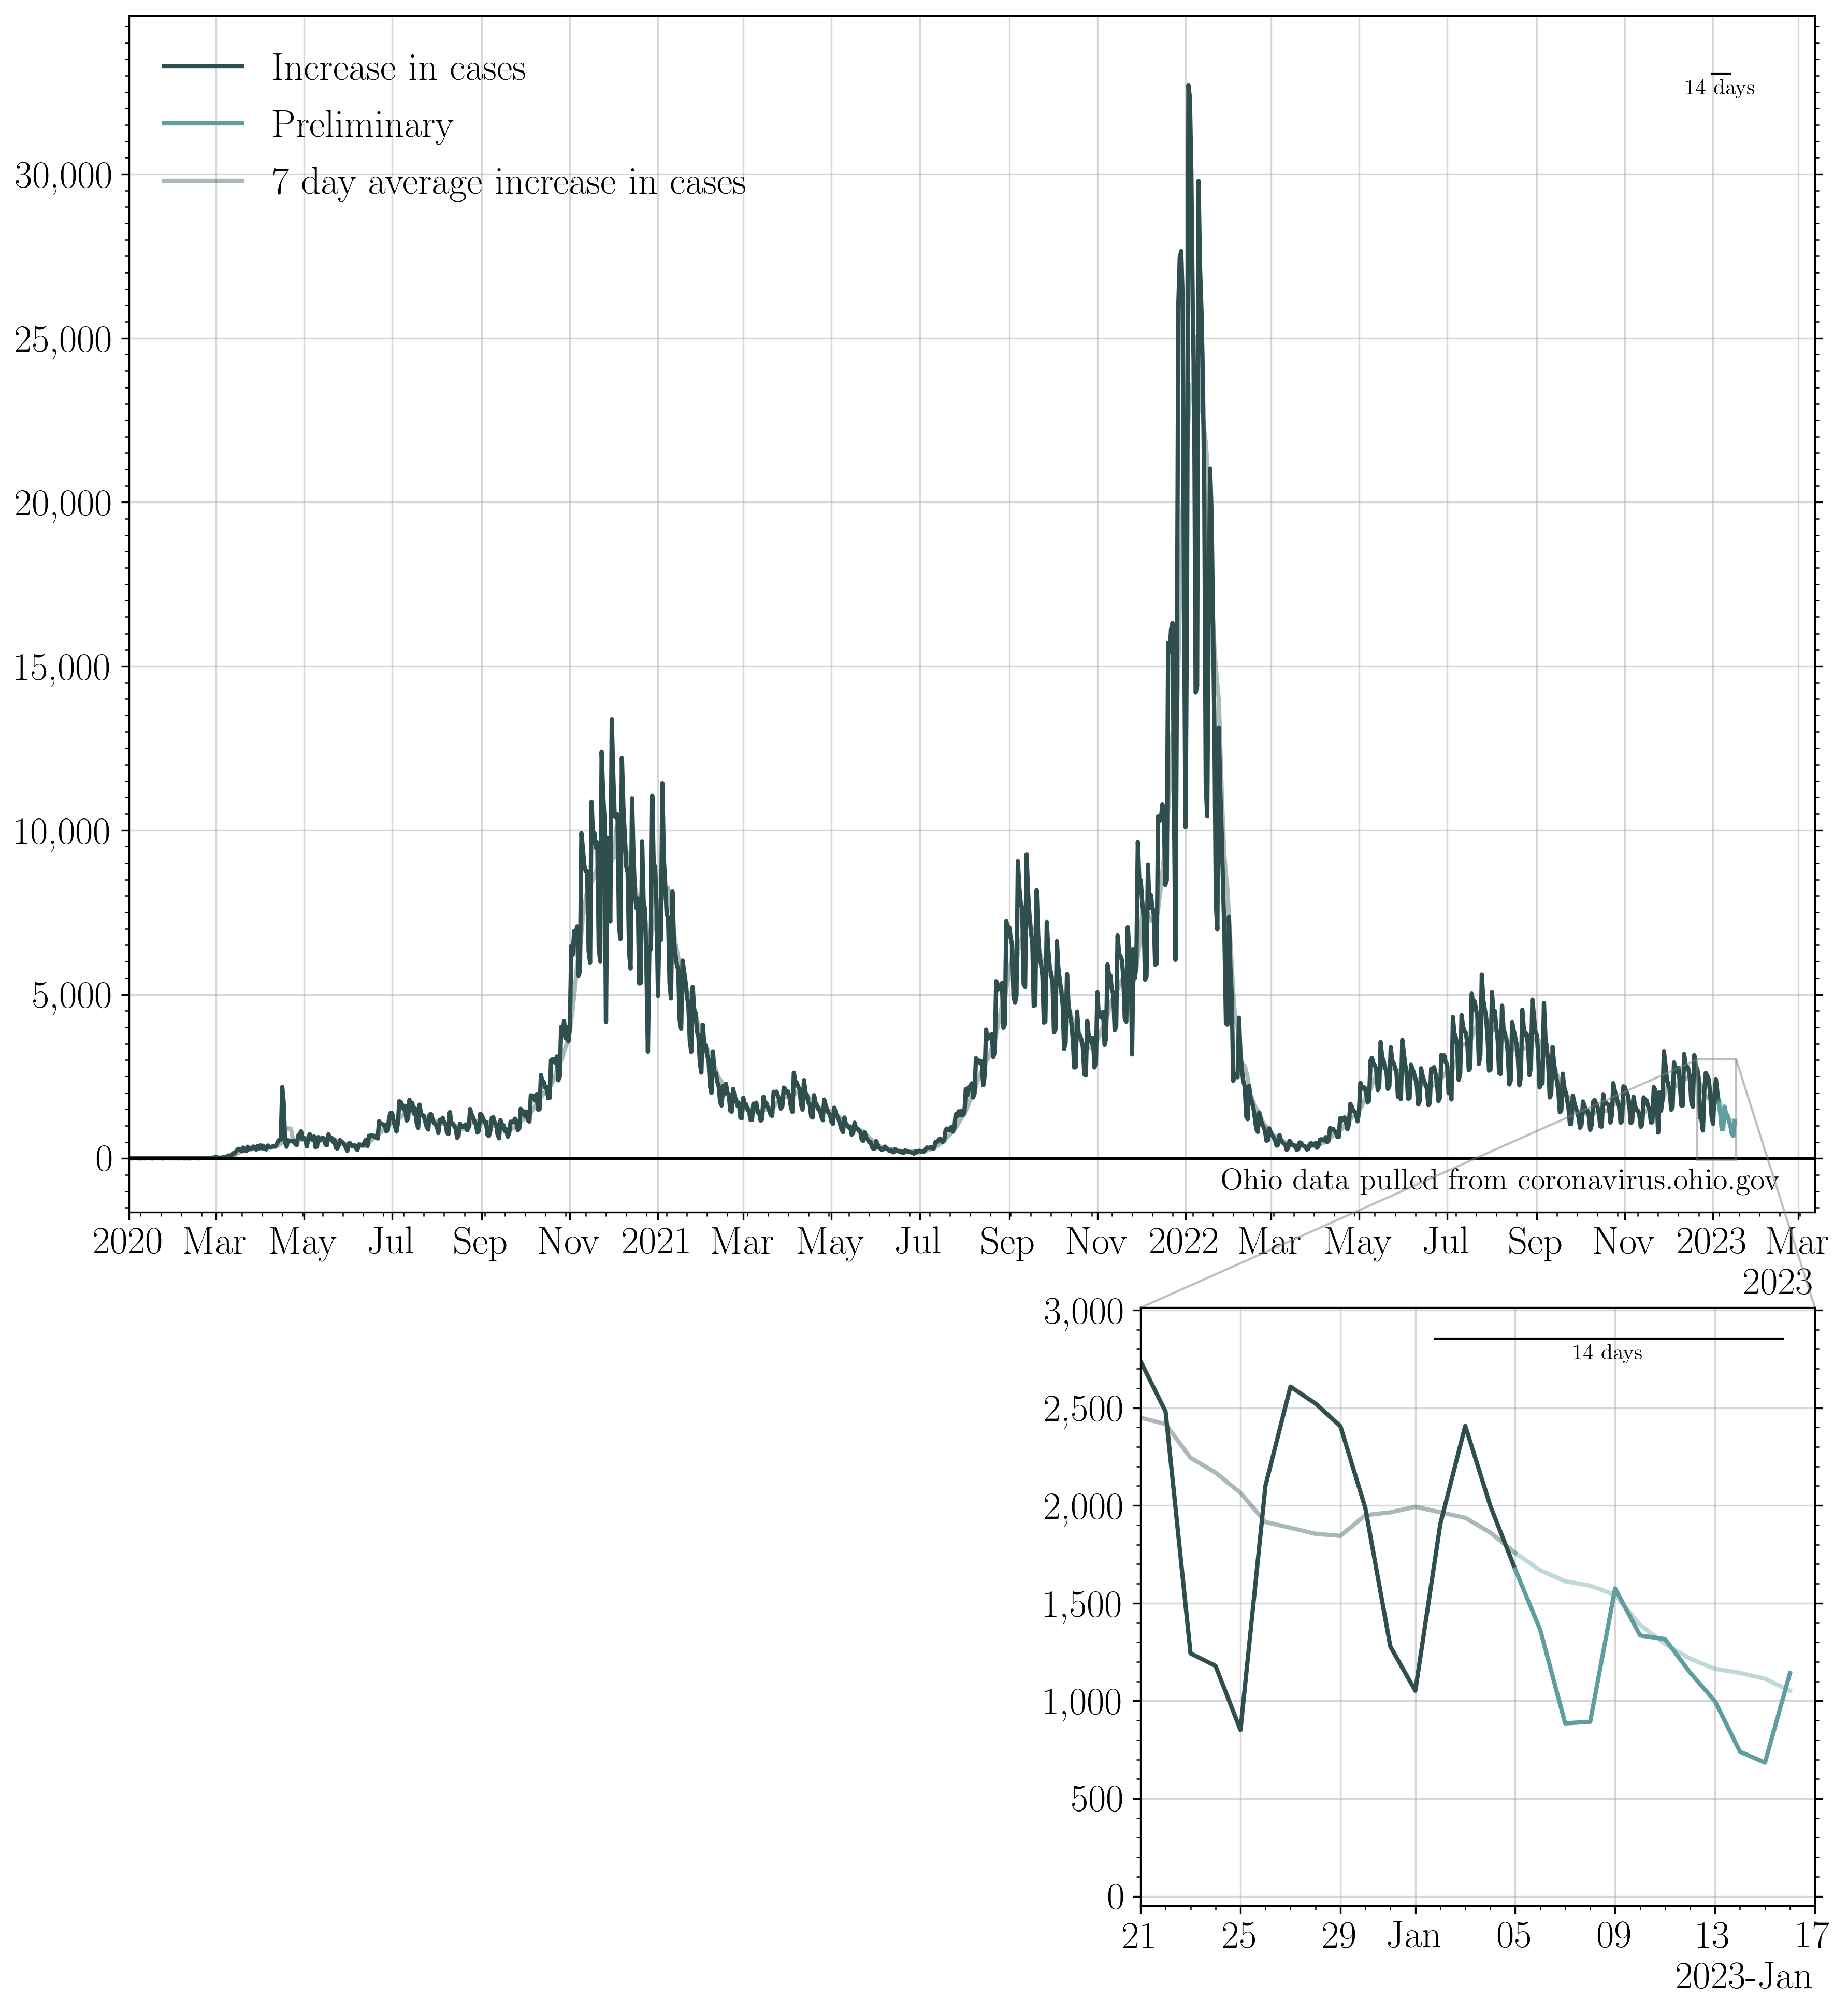 Increase in cases
Preliminary
7 day average increase in cases
14 days
30,000
25,000
20,000
15,000
10,000
5,000
0
Ohio data pulled from coronavirus.ohio.gov
2020 Mar May Jul Sep Nov 2021 Mar May Jul Sep Nov 2022 Mar May Jul Sep Nov 2023 Mar
2023
3,000
14 days
2,500
2,000
1,500
1,000
500
0
21 25 29 Jan 05 09 13 17
2023-Jan